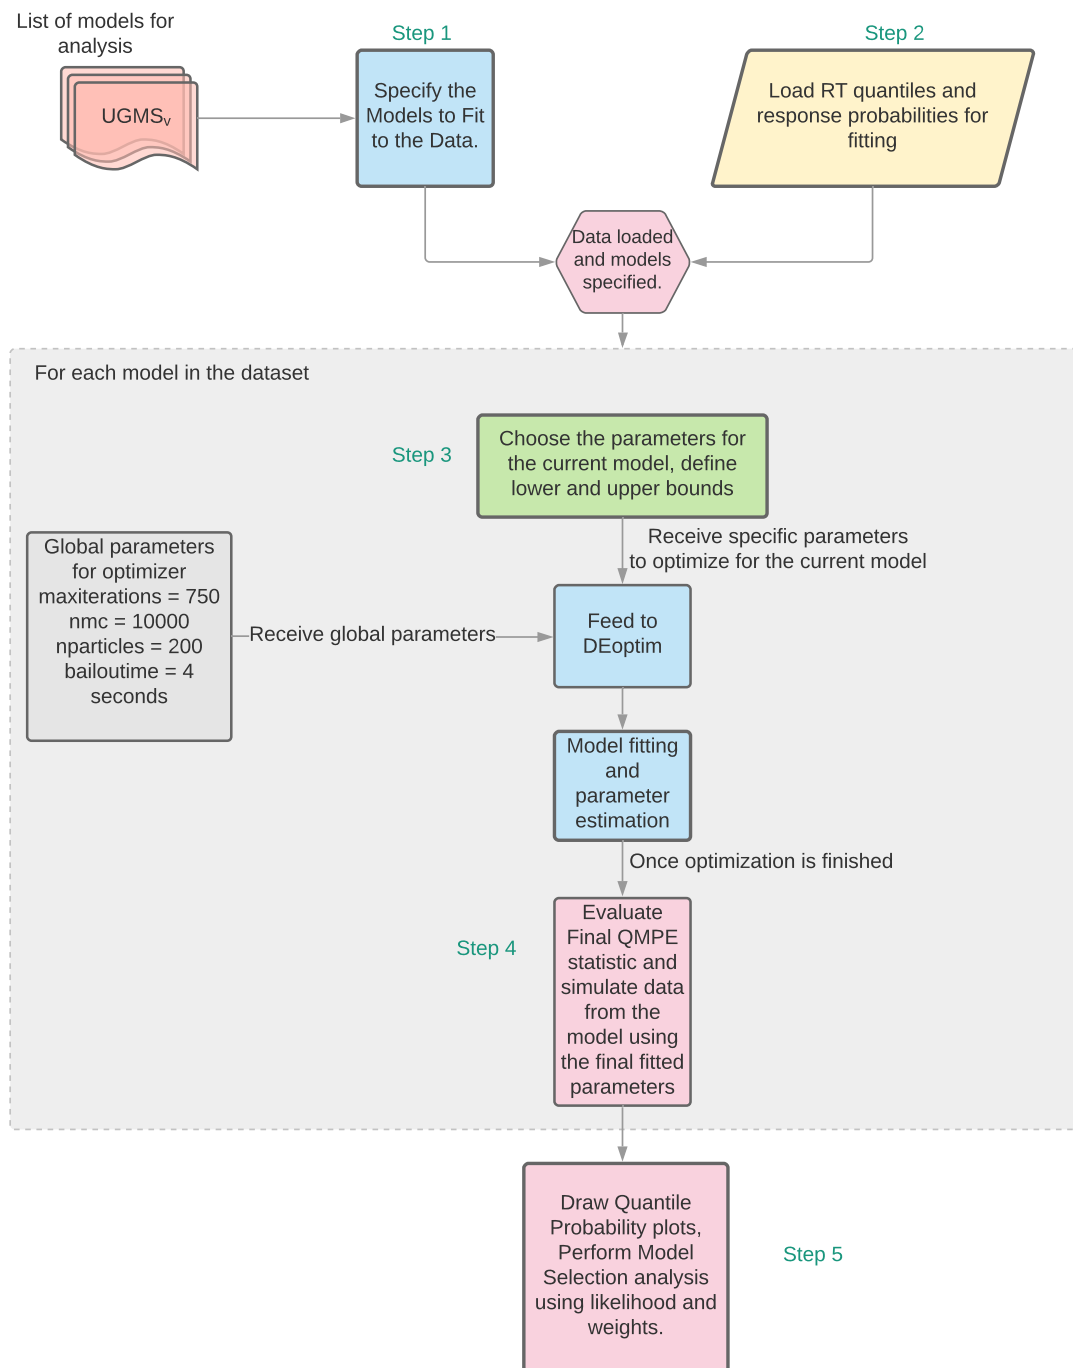 List of models for
analysis
UGMSv
Step 1
Specify the
Models to Fit
to the Data.
Step 2
Load RT quantiles and
response probabilities for
fitting
Data loaded
and models
specified.
For each model in the dataset
Step 3
Choose the parameters for
the current model, define
lower and upper bounds
Receive specific parameters
to optimize for the current model
Global parameters
for optimizer
maxiterations = 750
nmc = 10000
nparticles = 200
bailoutime = 4
seconds
Receive global parameters
Feed to
DEoptim
Model fitting
and
parameter
estimation
Once optimization is finished
Step 4
Evaluate
Final QMPE
statistic and
simulate data
from the
model using
the final fitted
parameters
Draw Quantile
Probability plots,
Perform Model
Selection analysis
using likelihood and
weights.
Step 5